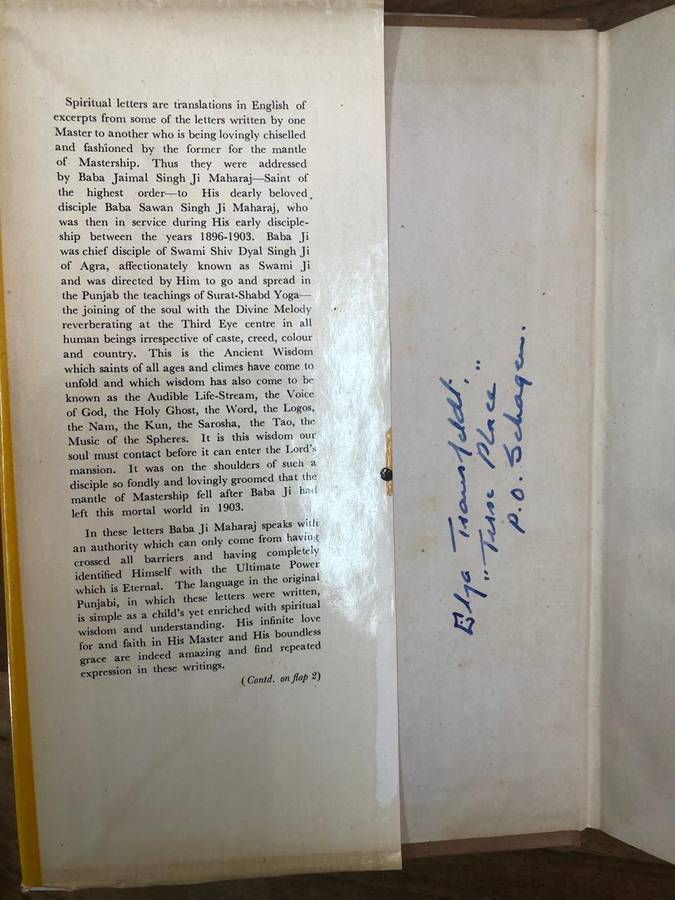 Spiritual letters are translations in English of
excerpts from some of the letters written by one
Master to another who is being lovingly chiselled
and fashioned by the former for the mantle
of Mastership. Thus they were addressed
by Baba Jaimal Singh Ji Maharaj—Saint of
the highest order—to His dearly beloved
disciple Baba Sawan Singh Ji Maharaj, who
was then in service during His early disciple-
ship between the years 1896-1903. Baba Ji
was chief disciple of Swami Shiv Dyal Singh Ji
of Agra, affectionately known as Swami Ji
and was directed by Him to go and spread in
the Punjab the teachings of Surat-Shabd Yoga—
the joining of the soul with the Divine Melody
reverberating at the Third Eye centre in all
human beings irrespective of caste, creed, colour
and country. This is the Ancient Wisdom
which saints of all ages and climes have come to
unfold and which wisdom has also come to be
known as the Audible Life-Stream, the Voice
of God, the Holy Ghost, the Word, the Logos,
the Nam, the Kun, the Sarosha, the Tao, the
Music of the Spheres. It is this wisdom our
soul must contact before it can enter the Lord's
mansion. It was on the shoulders of such a
disciple so fondly and lovingly groomed that the
mantle of Mastership fell after Baba Ji had
left this mortal world in 1903.
In these letters Baba Ji Maharaj speaks with
an authority which can only come from having
crossed all barriers and having completely
identified Himself with the Ultimate Power
which is Eternal. The language in the original
Punjabi, in which these letters were written,
is simple as a child's yet enriched with spiritual
wisdom and understanding. His infinite love
for and faith in His Master and His boundless
grace are indeed amazing and find repeated
expression in these writings.
(Contd. on flap 2)
Place"
P.O. Schagen.